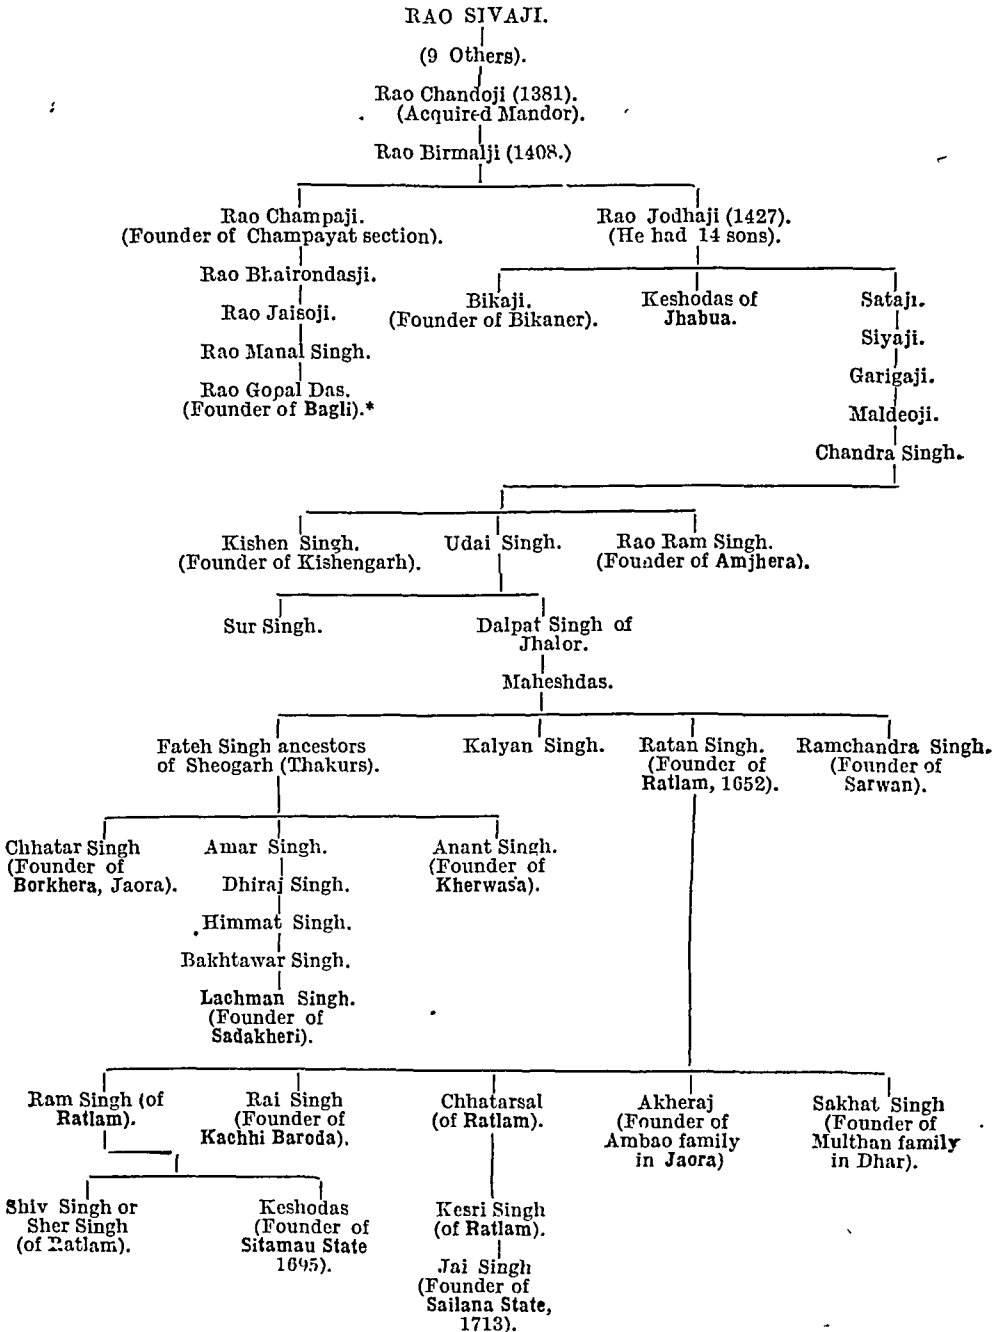 RAO SIVAJI.
(9 Others).
Rao Chandoji (1381).
(Acquired Mandor).
Rao Birmalji (1408.)
Rao Champaji.
(Founder of Champayat section).
Rao Jodhaji (1427).
(He had 14 sons).
Rao Bhairondasji.
Rao Jaisoji.
Rao Manal Singh.
Rao Gopal Das.
(Founder of Bagli).*
Bikaji.
(Founder of Bikaner).
Keshodas of
Jhabua.
Sataji.
Siyaji.
Garigaji.
Maldeoji.
Chandra Singh.
Kishen Singh.
(Founder of Kishengarh).
Udai Singh.
Rao Ram Singh.
(Founder of Amjhera).
Sur Singh.
Dalpat Singh of
Jhalor.
Maheshdas.
Fateh Singh ancestors
of Sheogarh (Thakurs).
Kalyan Singh.
Ratan Singh.
(Founder of
Ratlam, 1652).
Ramchandra Singh.
(Founder of
Sarwan).
Chhatar Singh
(Founder of
Borkhera, Jaora).
Amar Singh.
Dhiraj Singh.
Himmat Singh.
Bakhtawar Singh.
Lachman Singh.
(Founder of
Sadakheri).
Anant Singh.
(Founder of
Kherwasa).
Ram Singh (of
Ratlam).
Rai Singh
(Founder of
Kachhi Baroda).
Chhatarsal
(of Ratlam).
Akheraj
(Founder of
Ambao family
in Jaora)
Sakhat Singh
(Founder of
Multhan family
in Dhar).
Shiv Singh or
Sher Singh
(of Ratlam).
Keshodas
(Founder of
Sitamau State
1695).
Kesri Singh
(of Ratlam).
Jai Singh
(Founder of
Sailana State,
1713).